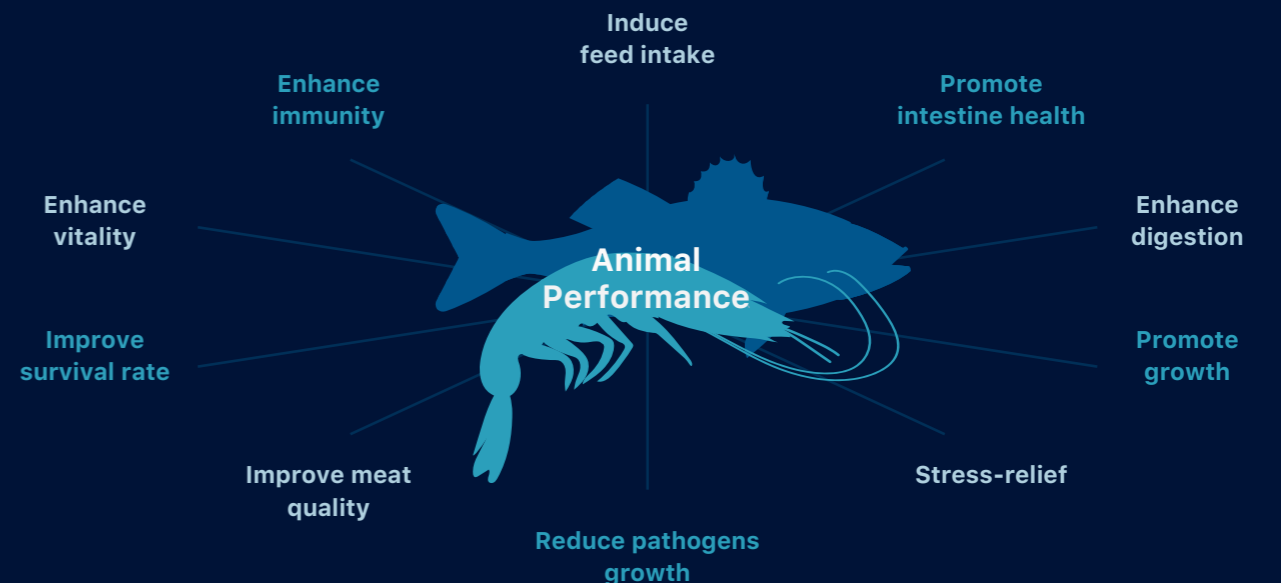 Induce
feed intake
Enhance
immunity
Promote
intestine health
Enhance
vitality
Enhance
digestion
Animal
Performance
Improve
survival rate
Promote
growth
Improve meat
quality
Stress-relief
Reduce pathogens
growth